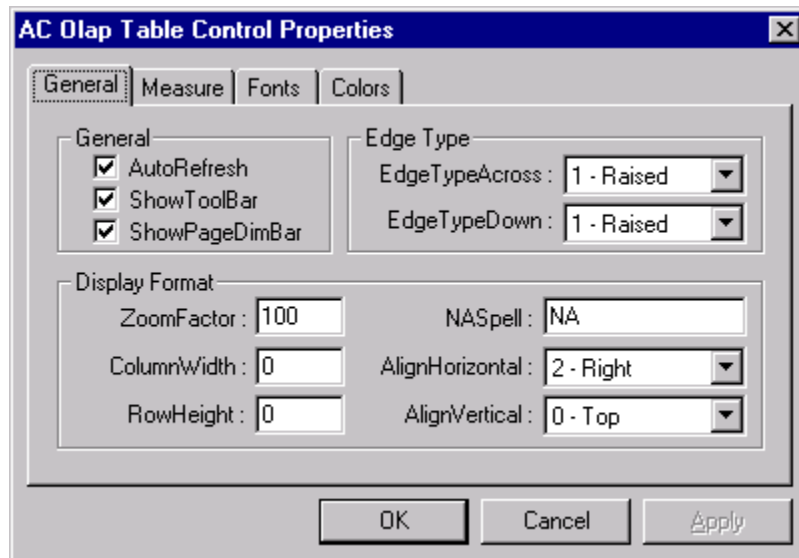 AC Olap Table Control Properties
General Measure Fonts Colors
General
AutoRefresh
ShowToolBar
ShowPageDimBar
Edge Type
EdgeTypeAcross : 1 - Raised
EdgeTypeDown : 1 - Raised
Display Format
ZoomFactor : 100 NASpell : NA
ColumnWidth : 0 AlignHorizontal : 2 - Right
RowHeight : 0 AlignVertical : 0 - Top
OK Cancel Apply